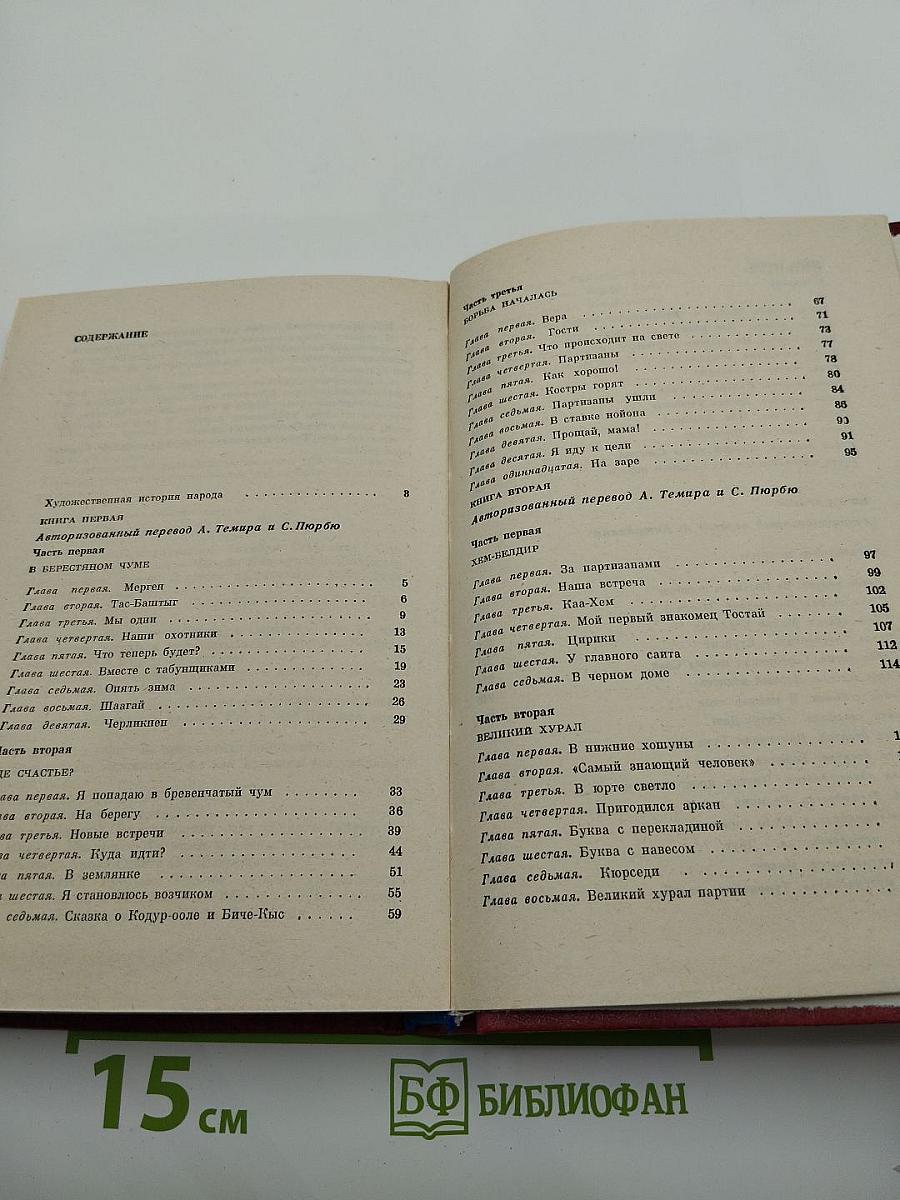 СОДЕРЖАНИЕ
Художественная история народа 3
КНИГА ПЕРВАЯ
Авторизованный перевод А. Темира и С. Пюрбю
Часть первая
В БЕРЕСТЯНОМ ЧУМЕ
Глава первая. Мерген 5
Глава вторая. Тас-Баштыг 6
Глава третья. Мы одни 9
Глава четвертая. Наши охотники 13
Глава пятая. Что теперь будет? 15
Глава шестая. Вместе с табунщиками 19
Глава седьмая. Опять зима 23
Глава восьмая. Шаагай 26
Глава девятая. Черликпен 29
Часть вторая
ДЕ СЧАСТЬЕ?
ава первая. Я попадаю в бревенчатый чум 33
ва вторая. На берегу 36
ва третья. Новые встречи 39
а четвертая. Куда идти? 44
а пятая. В землянке 51
шестая. Я становлюсь возчиком 55
седьмая. Сказка о Кодур-ооле и Биче-Кыс 59
Часть третья
БОРЬБА НАЧАЛАСЬ
Глава первая. Вера 67
Глава вторая. Гости 71
Глава третья. Что происходит на свете 73
Глава четвертая. Партизаны 77
Глава пятая. Как хорошо! 78
Глава шестая. Костры горят 80
Глава седьмая. Партизаны ушли 84
Глава восьмая. В ставке нойона 86
Глава девятая. Прощай, мама! 90
Глава десятая. Я иду к цели 91
Глава одиннадцатая. На заре 95
КНИГА ВТОРАЯ
Авторизованный перевод А. Темира и С. Пюрбю
Часть первая
ХЕМ-БЕЛДИР
Глава первая. За партизанами 97
Глава вторая. Наша встреча 99
Глава третья. Каа-Хем 102
Глава четвертая. Мой первый знакомец Тостай 105
Глава пятая. Цирики 107
Глава шестая. У главного саита 112
Глава седьмая. В черном доме 114
Часть вторая
ВЕЛИКИЙ ХУРАЛ
Глава первая. В нижние хошуны 1
Глава вторая. «Самый знающий человек» 1
Глава третья. В юрте светло
Глава четвертая. Пригодился аркан
Глава пятая. Буква с перекладиной
Глава шестая. Буква с навесом
Глава седьмая. Кюрседи
Глава восьмая. Великий хурал партии
15 см
БФ БИБЛИОФАН